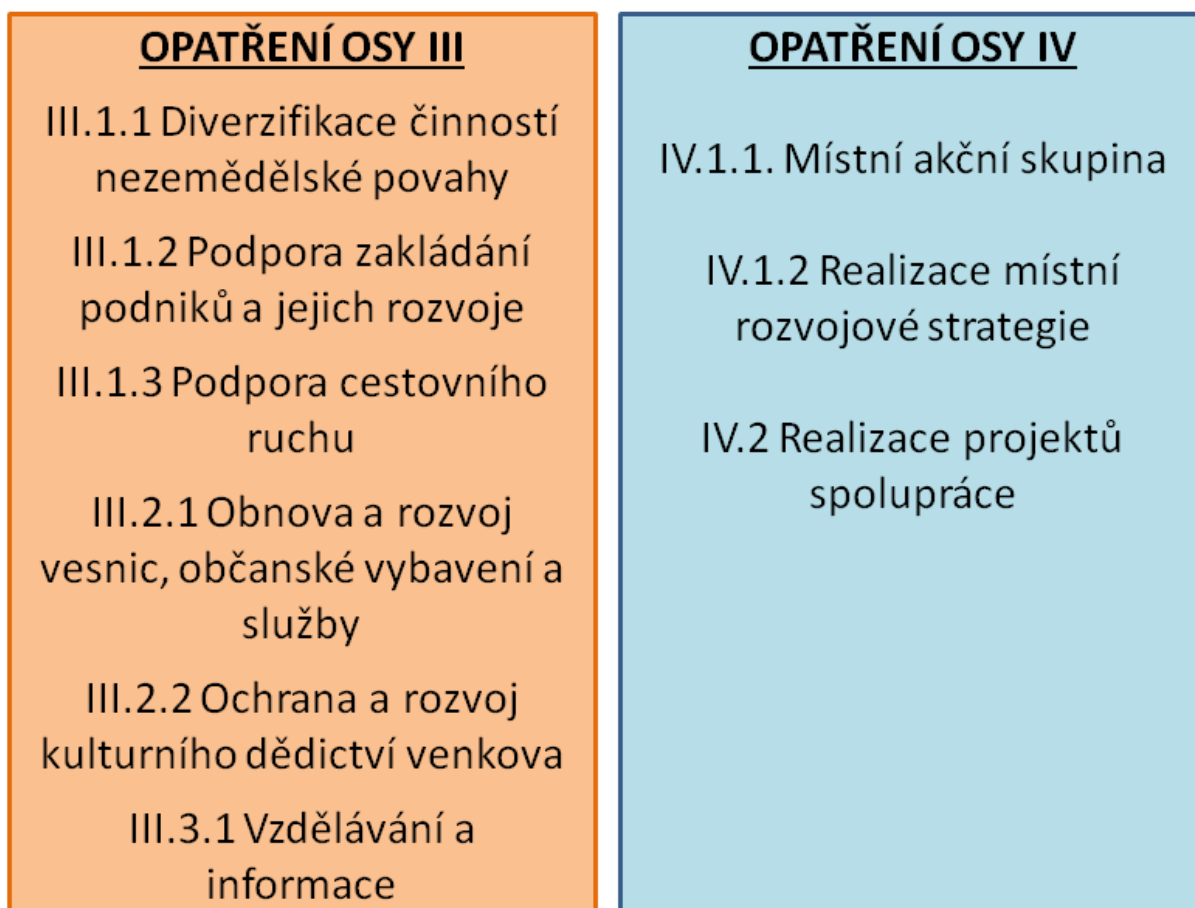 OPATŘENÍ OSY III
III.1.1 Diverzifikace činností
nezemědělské povahy
III.1.2 Podpora zakládání
podniků a jejich rozvoje
III.1.3 Podpora cestovního
ruchu
III.2.1 Obnova a rozvoj
vesnic, občanské vybavení a
služby
III.2.2 Ochrana a rozvoj
kulturního dědictví venkova
III.3.1 Vzdělávání a
informace
OPATŘENÍ OSY IV
IV.1.1. Místní akční skupina
IV.1.2 Realizace místní
rozvojové strategie
IV.2 Realizace projektů
spolupráce